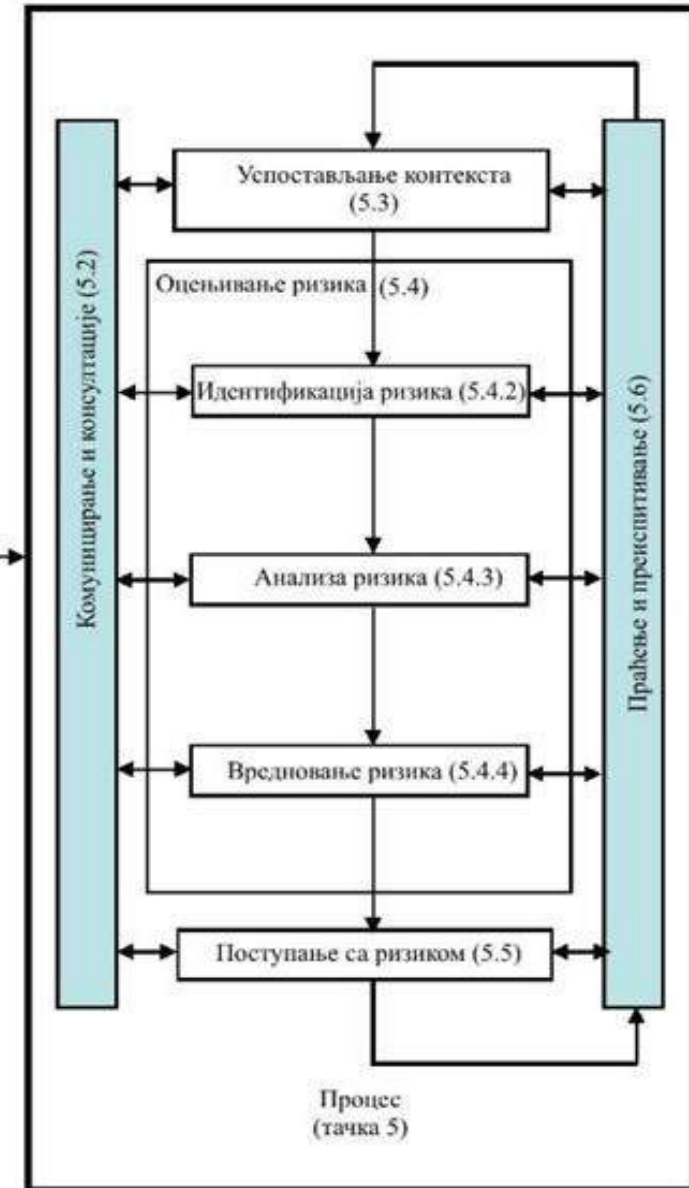 Успостављање контекста
(5.3)
Комуницирање и консултације (5.2)
Оцењивање ризика (5.4)
Идентификација ризика (5.4.2)
Анализа ризика (5.4.3)
Вредновање ризика (5.4.4)
Поступање са ризиком (5.5)
Праћење и преиспитивање (5.6)
Процес
(тачка 5)